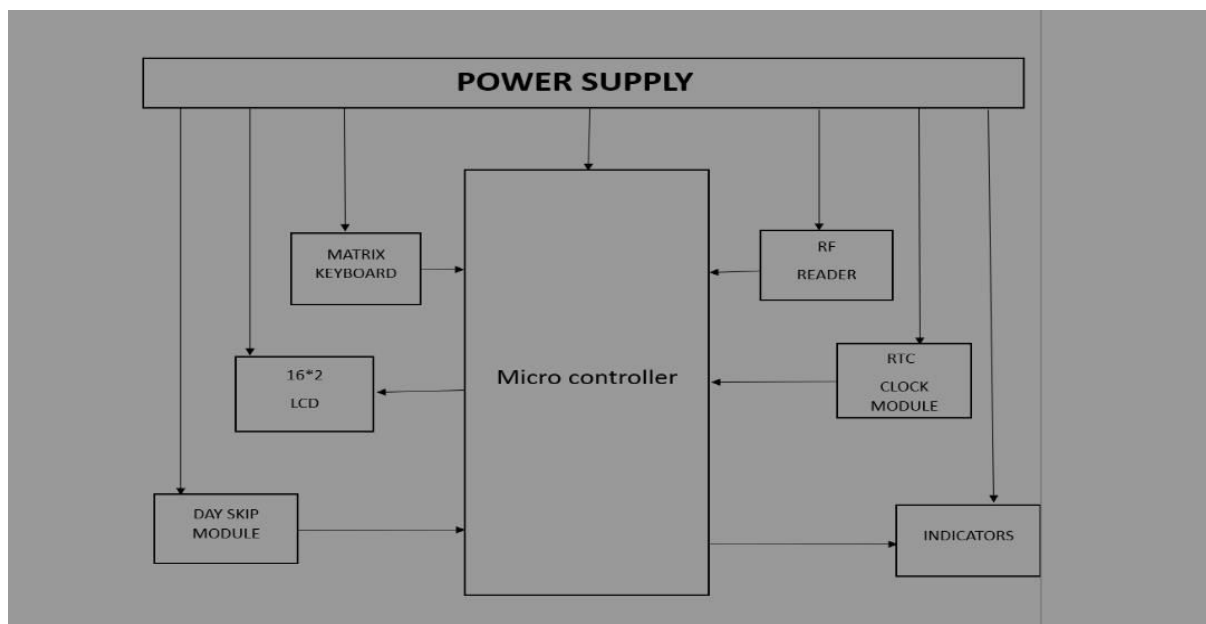 POWER SUPPLY
MATRIX
KEYBOARD
RF
READER
16*2
LCD
Micro controller
RTC
CLOCK
MODULE
DAY SKIP
MODULE
INDICATORS